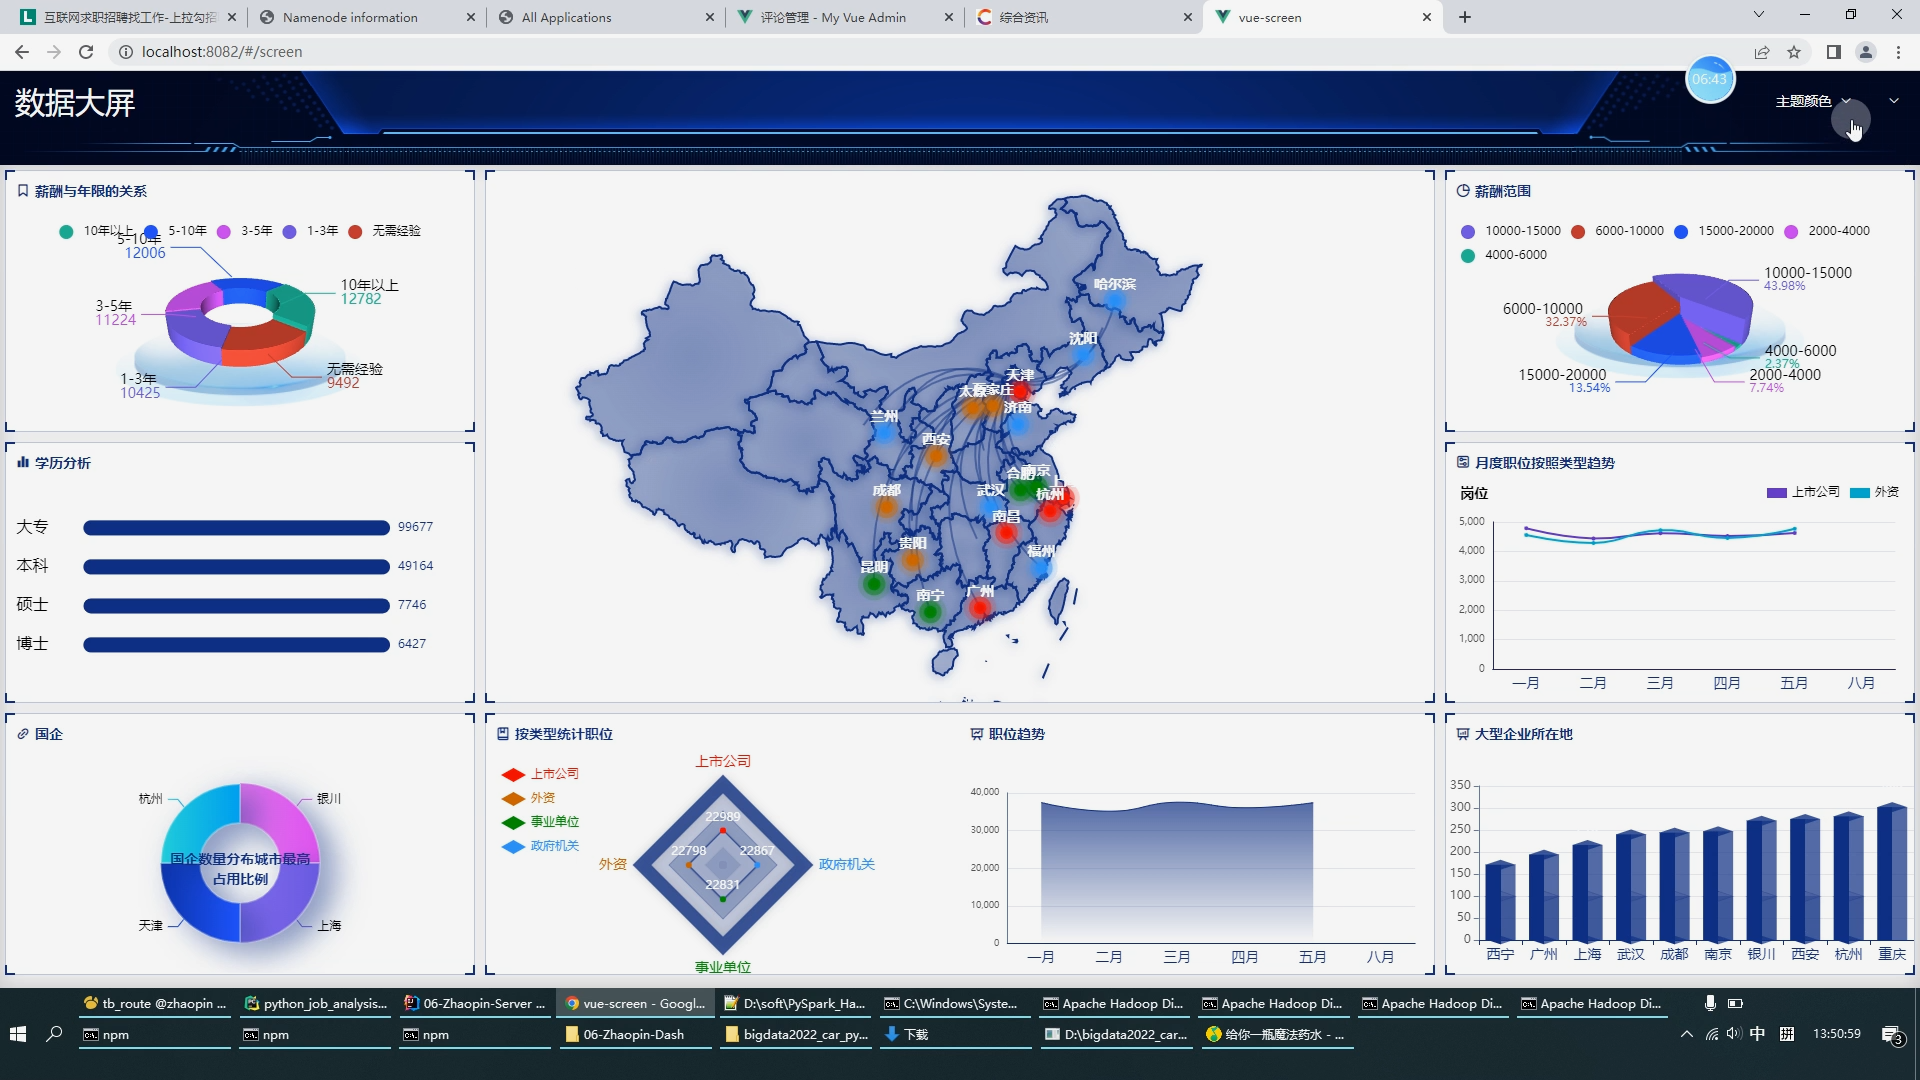 互联网求职招聘找工作-上拉勾招
Namenode information
All Applications
评论管理 - My Vue Admin
综合资讯
vue-screen
localhost:8082/#/screen
06:43
数据大屏
主题颜色
薪酬与年限的关系
10年以上
5-10年
3-5年
1-3年
无需经验
5-10年
12006
10年以上
12782
3-5年
11224
无需经验
9492
1-3年
10425
学历分析
大专
99677
本科
49164
硕士
7746
博士
6427
国企
杭州
银川
国企数量分布城市最高
占用比例
天津
上海
哈尔滨
沈阳
天津
济南
兰州
西安
成都
武汉
合肥
南京
上
杭州
南昌
贵阳
福州
昆明
南宁
广州
按类型统计职位
上市公司
外资
事业单位
政府机关
上市公司
22989
外资
22798
22867
政府机关
22831
事业单位
职位趋势
40,000
30,000
20,000
10,000
0
一月
二月
三月
四月
五月
八月
薪酬范围
10000-15000
6000-10000
15000-20000
2000-4000
4000-6000
10000-15000
43.98%
6000-10000
32.37%
4000-6000
2.37%
15000-20000
13.54%
2000-4000
7.74%
月度职位按照类型趋势
岗位
上市公司
外资
5,000
4,000
3,000
2,000
1,000
0
一月
二月
三月
四月
五月
八月
大型企业所在地
350
300
250
200
150
100
50
0
西宁
广州
上海
武汉
成都
南京
银川
西安
杭州
重庆
tb_route @zhaopin ...
python_job_analysis...
06-Zhaopin-Server ...
vue-screen - Googl...
D:\soft\PySpark_Ha...
C:\Windows\Syste...
Apache Hadoop Di...
Apache Hadoop Di...
Apache Hadoop Di...
Apache Hadoop Di...
npm
npm
npm
06-Zhaopin-Dash
bigdata2022_car_py...
下载
D:\bigdata2022_car...
给你一瓶魔法药水 - ...
中
拼
13:50:59
3